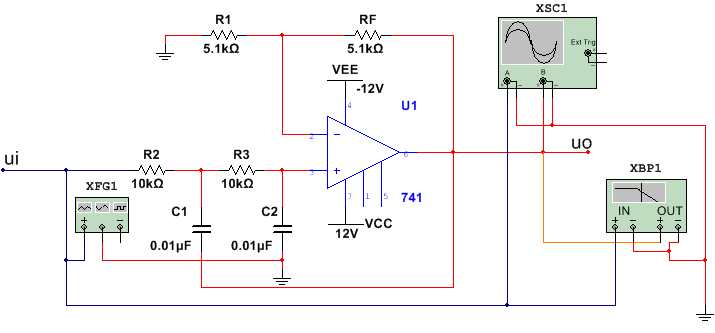 XSC1
R1
RF
5.1kΩ
5.1kΩ
Ext Trig
+
−
A
B
+ − + −
VEE
-12V
U1
4
2
−
ui
R2
R3
uo
6
3
+
10kΩ
10kΩ
XBP1
XFG1
741
7
1
5
C1
C2
IN OUT
+ −
VCC
+ − + −
0.01µF
0.01µF
12V